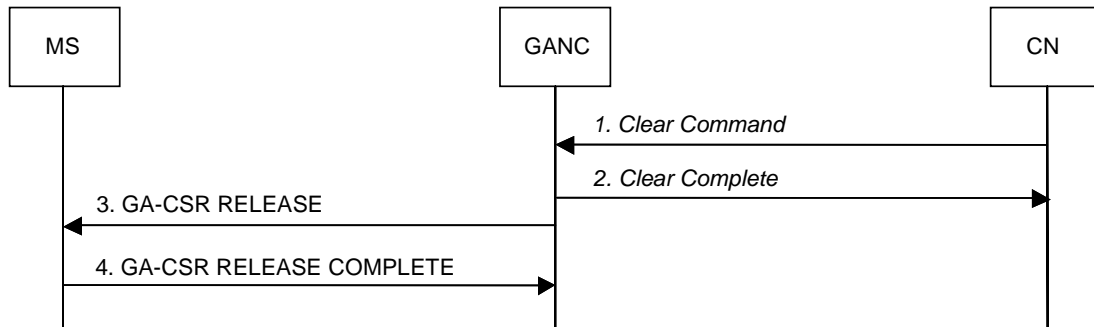 MS
GANC
CN
1. Clear Command
2. Clear Complete
3. GA-CSR RELEASE
4. GA-CSR RELEASE COMPLETE